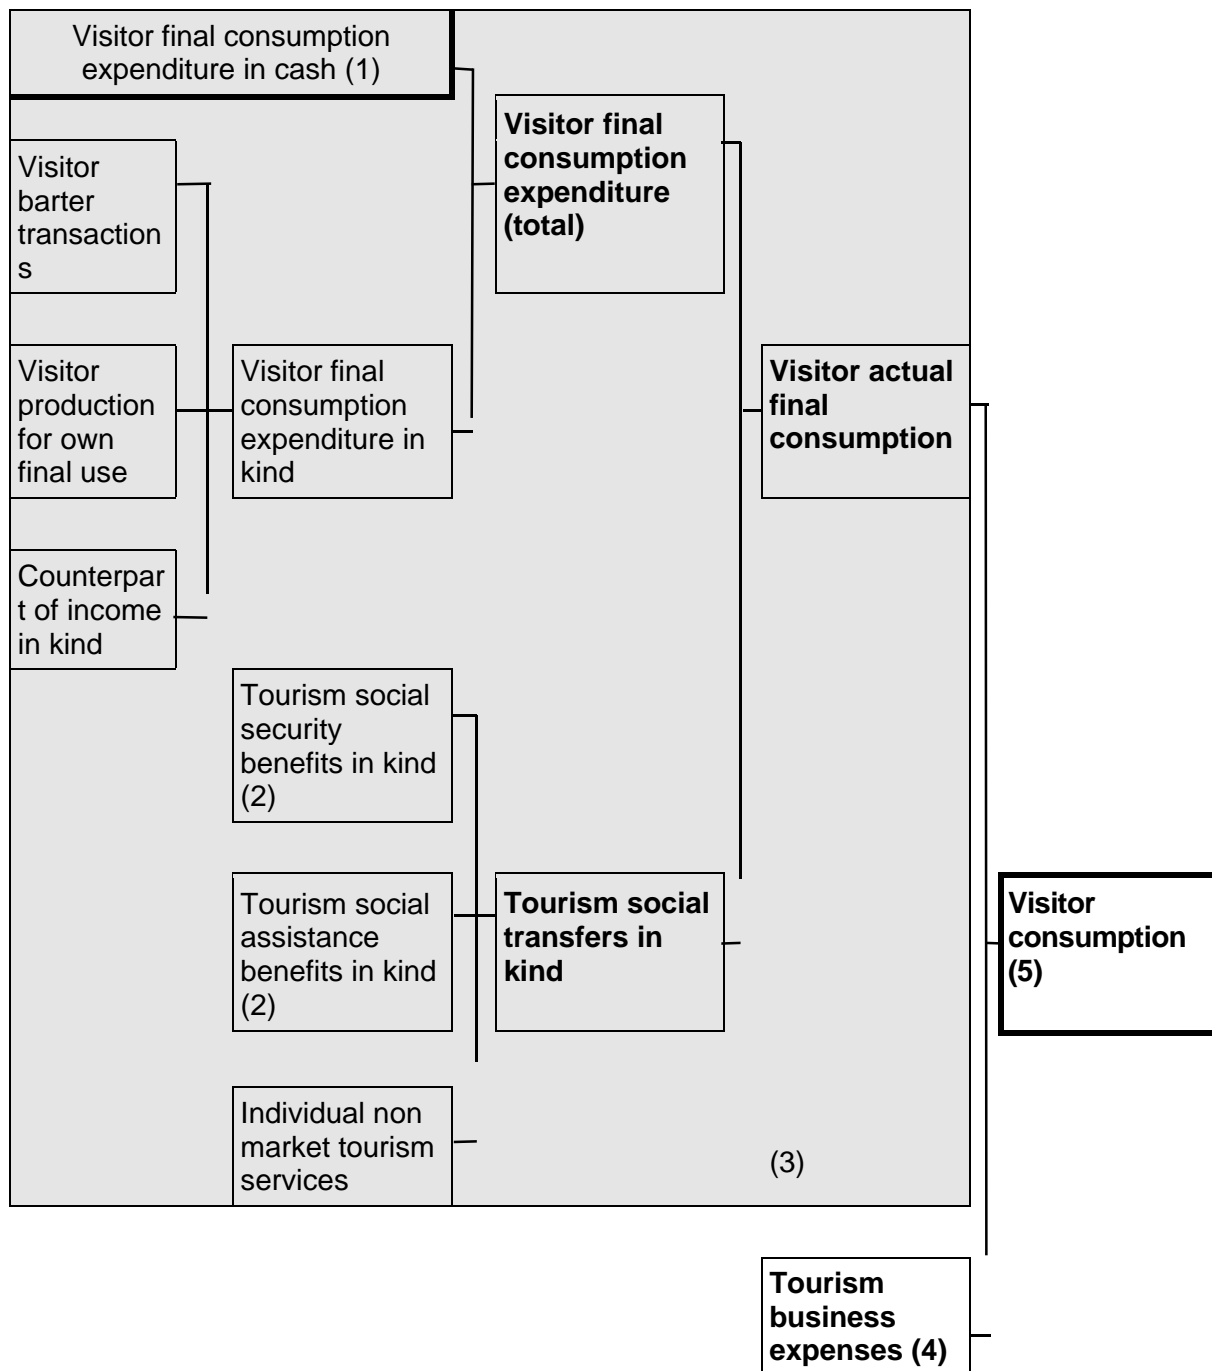 Visitor final consumption
expenditure in cash (1)
Visitor final
consumption
expenditure
(total)
Visitor
barter
transaction
s
Visitor
production
for own
final use
Visitor final
consumption
expenditure in
kind
Visitor actual
final
consumption
Counterpar
t of income
in kind
Tourism social
security
benefits in kind
(2)
Tourism social
assistance
benefits in kind
(2)
Tourism social
transfers in
kind
Visitor
consumption
(5)
Individual non
market tourism
services
(3)
Tourism
business
expenses (4)